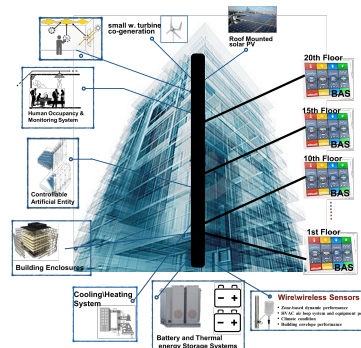 small w. turbine
co-generation
Roof Mounted
solar PV
20th Floor
BAS
Human Occupancy &
Monitoring System
15th Floor
BAS
10th Floor
BAS
Controllable
Artificial Entity
1st Floor
BAS
Building Enclosures
Cooling\Heating
System
Battery and Thermal
energy Storage Systems
Wire\wireless Sensors
• Zone-based dynamic performance
• HVAC air loop system and equipment
• Climate condition
• Building envelope performance